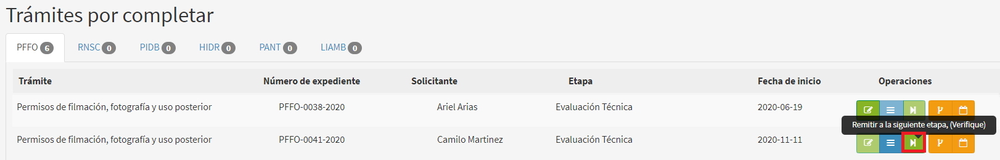 Trámites por completar
PFFO 6 RNSC 0 PIDB 0 HIDR 0 PANT 0 LIAMB 0
Trámite Número de expediente Solicitante Etapa Fecha de inicio Operaciones
Permisos de filmación, fotografía y uso posterior PFFO-0038-2020 Ariel Arias Evaluación Técnica 2020-06-19
Remitir a la siguiente etapa, (Verifique)
Permisos de filmación, fotografía y uso posterior PFFO-0041-2020 Camilo Martinez Evaluación Técnica 2020-11-11